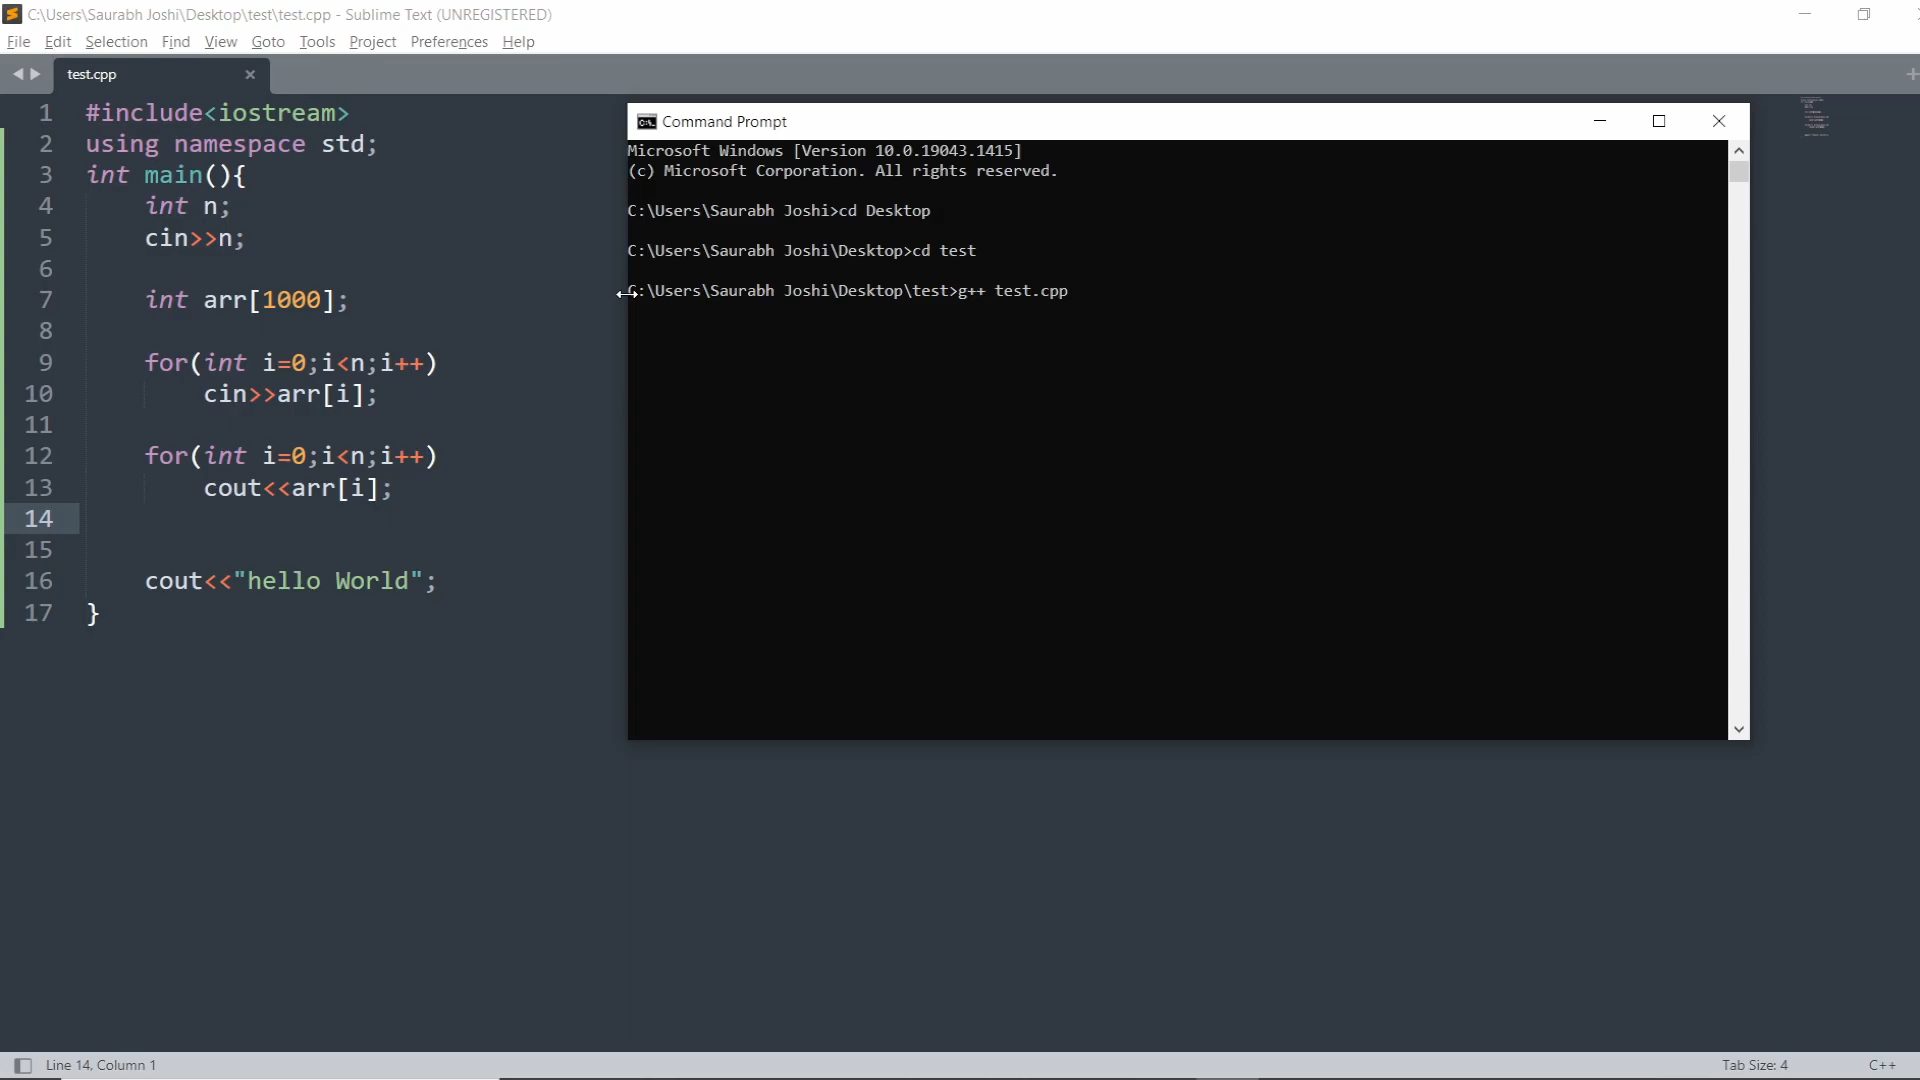 C:\Users\Saurabh Joshi\Desktop\test\test.cpp - Sublime Text (UNREGISTERED)
File Edit Selection Find View Goto Tools Project Preferences Help
test.cpp
1 #include<iostream>
2 using namespace std;
3 int main(){
4 int n;
5 cin>>n;
6
7 int arr[1000];
8
9 for(int i=0;i<n;i++)
10 cin>>arr[i];
11
12 for(int i=0;i<n;i++)
13 cout<<arr[i];
14
15
16 cout<<"hello World";
17 }
Command Prompt
Microsoft Windows [Version 10.0.19043.1415]
(c) Microsoft Corporation. All rights reserved.
C:\Users\Saurabh Joshi>cd Desktop
C:\Users\Saurabh Joshi\Desktop>cd test
C:\Users\Saurabh Joshi\Desktop\test>g++ test.cpp
Line 14, Column 1
Tab Size: 4
C++